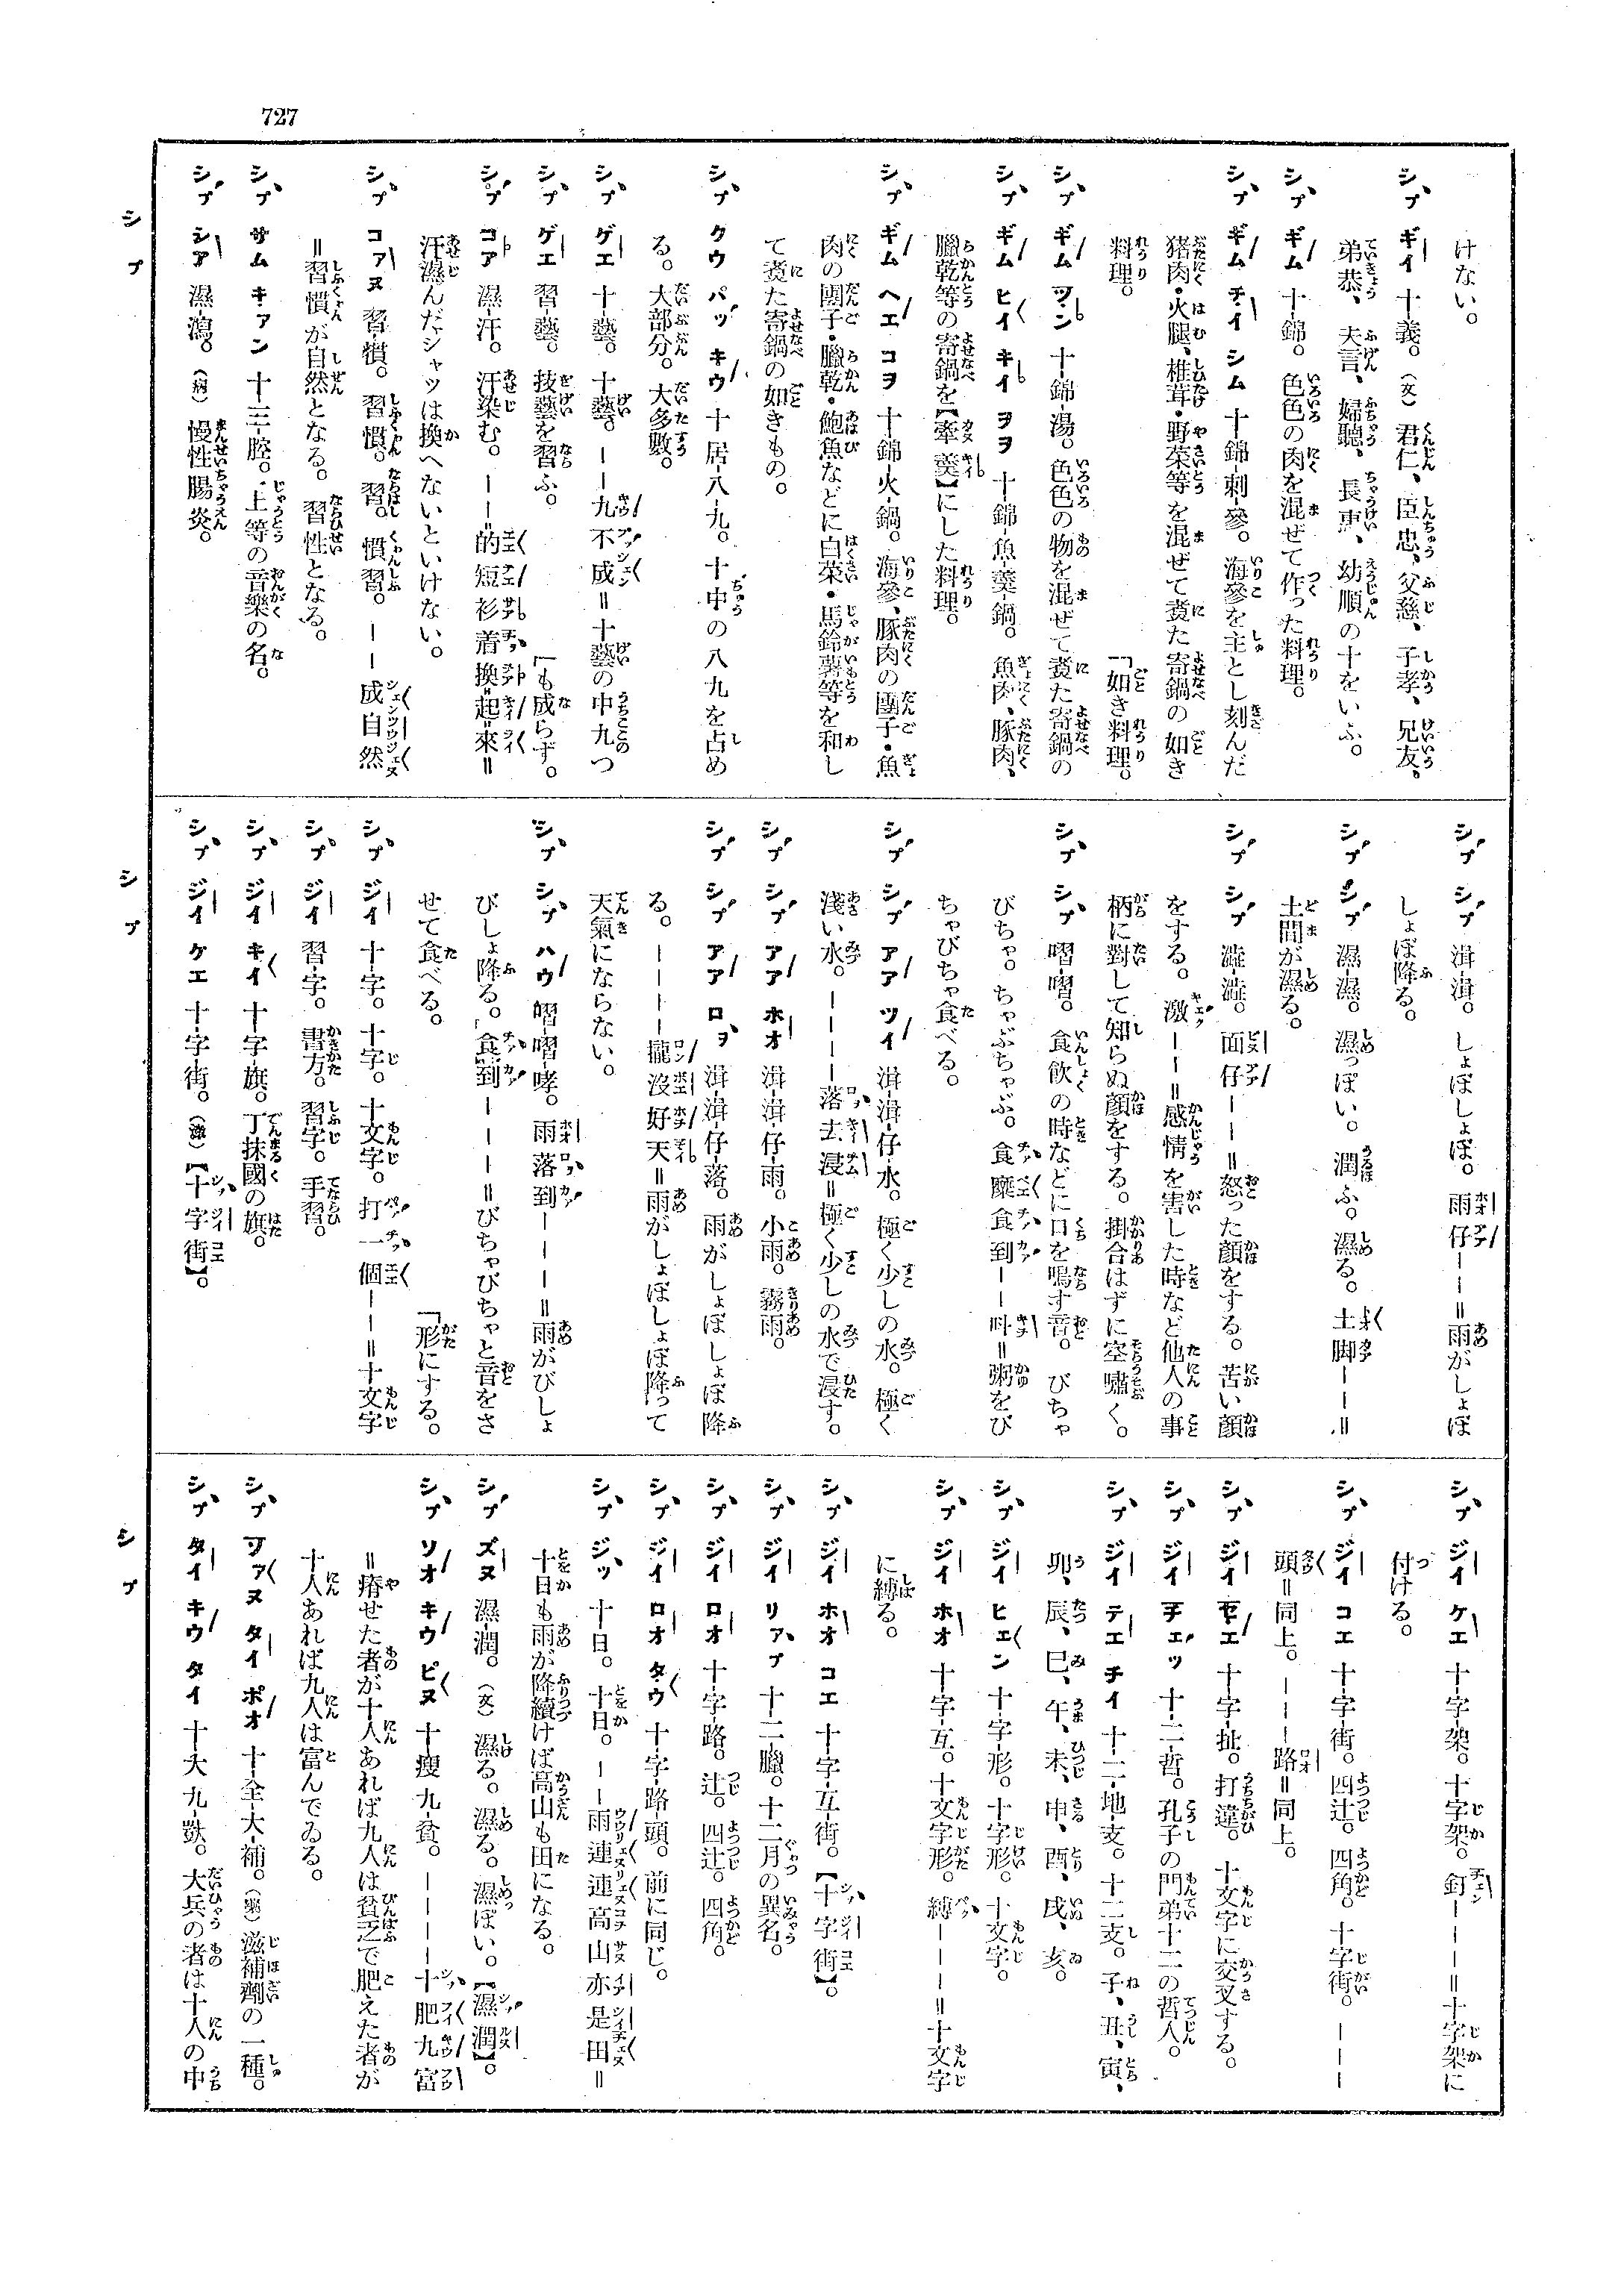 727
けない。
シプ ギイ 十義。（文）君仁、臣忠、父慈、子孝、兄友、
弟恭、夫言、婦聽、長惠、幼順の十をいふ。
シプ ギム 十錦。色色の肉を混ぜて作った料理。
シプ ギム チイ シム 十錦刺參。海參を主とし刻んだ
猪肉・火腿、椎茸・野菜等を混ぜて煮た寄鍋の如き
料理。
「如き料理。
シプ ギム ツン 十錦湯。色色の物を混ぜて煮た寄鍋の
シプ ギム ヒイ キイ ヲヲ 十錦魚羹鍋。魚肉、豚肉、
臘乾等の寄鍋を【牽羹】にした料理。
シプ ギム ヘエ コヲ 十錦火鍋。海參、豚肉の團子・魚
肉の團子・臘乾・鮑魚などに白菜・馬鈴薯等を和し
て煮た寄鍋の如きもの。
シプ クウ パッ キウ 十居八九。十中の八九を占め
る。大部分。大多數。
シプ ゲエ 十藝。十藝。――九不成＝十藝の中九つ
「も成らず。
シプ ゲエ 習藝。技藝を習ふ。
シプ コア 濕汗。汗染む。――＝的短衫着換起來＝
汗濕んだシャッは換へないといけない。
シプ コァヌ 習慣。習慣。習。慣習。――成自然
＝習慣が自然となる。習性となる。
シプ サム キァン 十三腔。上等の音樂の名。
シプ シア 濕瀉。（病）慢性腸炎。
シプ
シプ シプ 湒湒。しょぼしょぼ。雨仔――＝雨がしょぼ
しょぼ降る。
シプ シプ 濕濕。濕っぽい。潤ふ。濕る。土脚――＝
土間が濕る。
シプ シプ 澁澁。面仔――＝怒った顔をする。苦い顔
をする。激――＝感情を害した時など他人の事
柄に對して知らぬ顔をする。掛合はずに空嘯く。
シプ シプ 噆噆。食飮の時などに口を鳴す音。びちゃ
びちゃ。ちゃぶちゃぶ。食糜食到――叫＝粥をび
ちゃびちゃ食べる。
シプ シプ アア ツイ 湒湒仔水。極く少しの水。極く
淺い水。――――落去浸＝極く少しの水で浸す。
シプ シプ アア ホオ 湒湒仔雨。小雨。霧雨。
シプ シプ アア ロヲ 湒湒仔落。雨がしょぼしょぼ降
る。――――攏沒好天＝雨がしょぼしょぼ降って
天氣にならない。
シプ シプ ハウ 噆噆哮。雨落到―――＝雨がびしょ
びしょ降る。食到―――＝びちゃびちゃと音をさ
せて食べる。
「形にする。
シプ ジイ 十字。十字。十文字。打一個――＝十文字
シプ ジイ 習字。書方。習字。手習。
シプ ジイ キイ 十字旗。丁抹國の旗。
シプ ジイ ケエ 十字街。【十字街】。
シプ
シプ ジイ ケエ 十字架。十字架。釘―――＝十字架に
付ける。
シプ ジイ コエ 十字街。四辻。四角。十字街。―――
頭＝同上。―――路＝同上。
シプ ジイ セエ 十字扯。打違。十文字に交叉する。
シプ ジイ チェッ 十二哲。孔子の門弟十二の哲人。
シプ ジイ テエ チイ 十二地支。十二支。子、丑、寅、
卯、辰、巳、午、未、申、酉、戌、亥。
シプ ジイ ヒェン 十字形。十字形。十文字。
シプ ジイ ホオ 十字互。十文字形。縛―――＝十文字
に縛る。
シプ ジイ ホオ コエ 十字互街。【十字街】。
シプ ジイ リァプ 十二臘。十二月の異名。
シプ ジイ ロオ 十字路。辻。四辻。四角。
シプ ジイ ロオ タウ 十字路頭。前に同じ。
シプ ジッ 十日。十日。――雨連連高山亦是田＝
十日も雨が降續けば高山も田になる。
シプ ズヌ 濕潤。（文）濕る。濕る。濕ぽい。【濕潤】。
シプ ソオ キウ ピヌ 十瘦九貧。――――十肥九富
＝瘠せた者が十人あれば九人は貧乏で肥えた者が
十人あれば九人は富んでゐる。
シプ ツァヌ タイ ポオ 十全大補。（藥）滋補劑の一種。
シプ タイ キウ タイ 十大九獃。大兵の者は十人の中
シプ